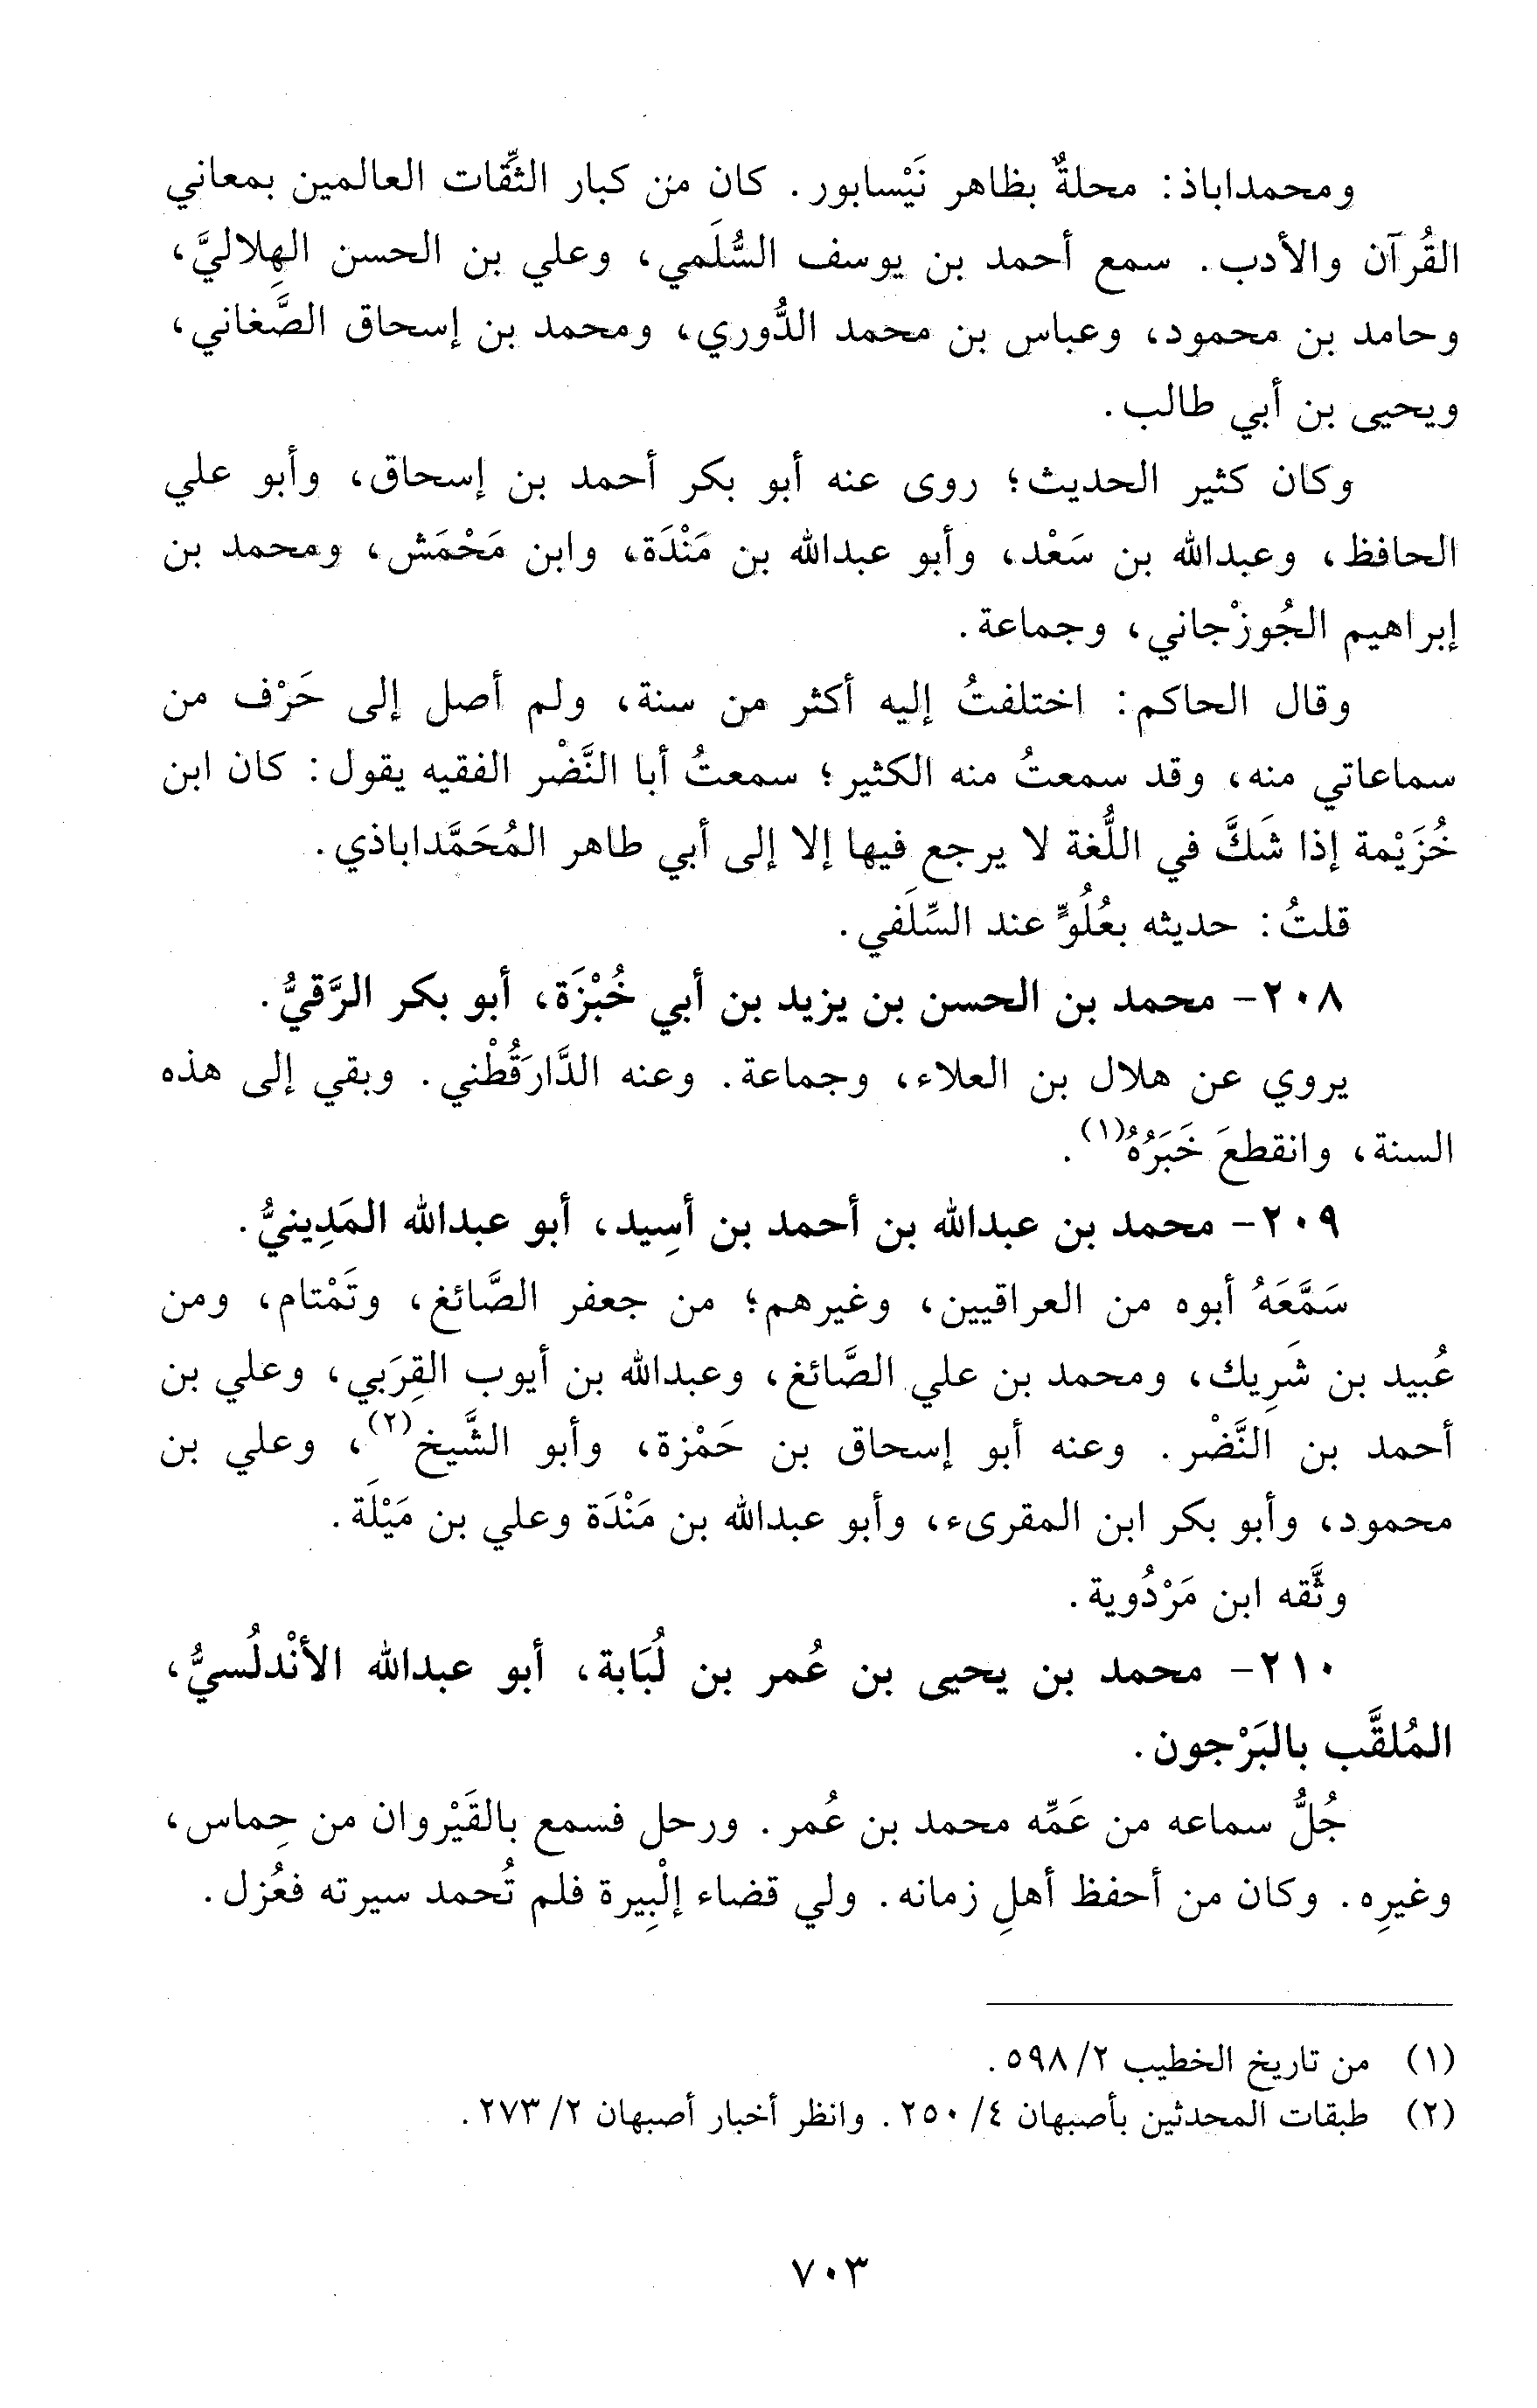 ومحمداباذ: محلةٌ بظاهر نَيْسابور. كان من كبار الثِّقات العالمين بمعاني
القُرآن والأدب. سمع أحمد بن يوسف السُّلَمي، وعلي بن الحسن الهِلاليَّ،
وحامد بن محمود، وعباس بن محمد الدُّوري، ومحمد بن إسحاق الصَّغاني،
ويحيى بن أبي طالب.
وكان كثير الحديث؛ روى عنه أبو بكر أحمد بن إسحاق، وأبو علي
الحافظ، وعبدالله بن سَعْد، وأبو عبدالله بن مَنْدَة، وابن مَحْمَش، ومحمد بن
إبراهيم الجُوزْجاني، وجماعة.
وقال الحاكم: اختلفتُ إليه أكثر من سنة، ولم أصل إلى حَرْف من
سماعاتي منه، وقد سمعتُ منه الكثير؛ سمعتُ أبا النَّضْر الفقيه يقول: كان ابن
خُزَيْمة إذا شَكَّ في اللُّغة لا يرجع فيها إلا إلى أبي طاهر المُحَمَّداباذي.
قلتُ: حديثه بعُلُوٍّ عند السِّلَفي.
٢٠٨- محمد بن الحسن بن يزيد بن أبي خُبْزَة، أبو بكر الرَّقيُّ.
يروي عن هلال بن العلاء، وجماعة. وعنه الدَّارَقُطْني. وبقي إلى هذه
السنة، وانقطعَ خَبَرُهُ(١).
٢٠٩- محمد بن عبدالله بن أحمد بن أسِيد، أبو عبدالله المَدِينيُّ.
سَمَّعَهُ أبوه من العراقيين، وغيرهم؛ من جعفر الصَّائغ، وتَمْتام، ومن
عُبيد بن شَرِيك، ومحمد بن علي الصَّائغ، وعبدالله بن أيوب القِرَبي، وعلي بن
أحمد بن النَّضْر. وعنه أبو إسحاق بن حَمْزة، وأبو الشَّيخ(٢)، وعلي بن
محمود، وأبو بكر ابن المقرىء، وأبو عبدالله بن مَنْدَة وعلي بن مَيْلَة.
وثَّقه ابن مَرْدُوية.
٢١٠- محمد بن يحيى بن عُمر بن لُبَابة، أبو عبدالله الأنْدلُسيُّ،
المُلقَّب بالبَرْجون.
جُلُّ سماعه من عَمِّه محمد بن عُمر. ورحل فسمع بالقَيْروان من حِماس،
وغيرِه. وكان من أحفظ أهلِ زمانه. ولي قضاء إلْبِيرة فلم تُحمد سيرته فعُزل.
(١) من تاريخ الخطيب ٢/ ٥٩٨.
(٢) طبقات المحدثين بأصبهان ٤/ ٢٥٠. وانظر أخبار أصبهان ٢/ ٢٧٣.
٧٠٣